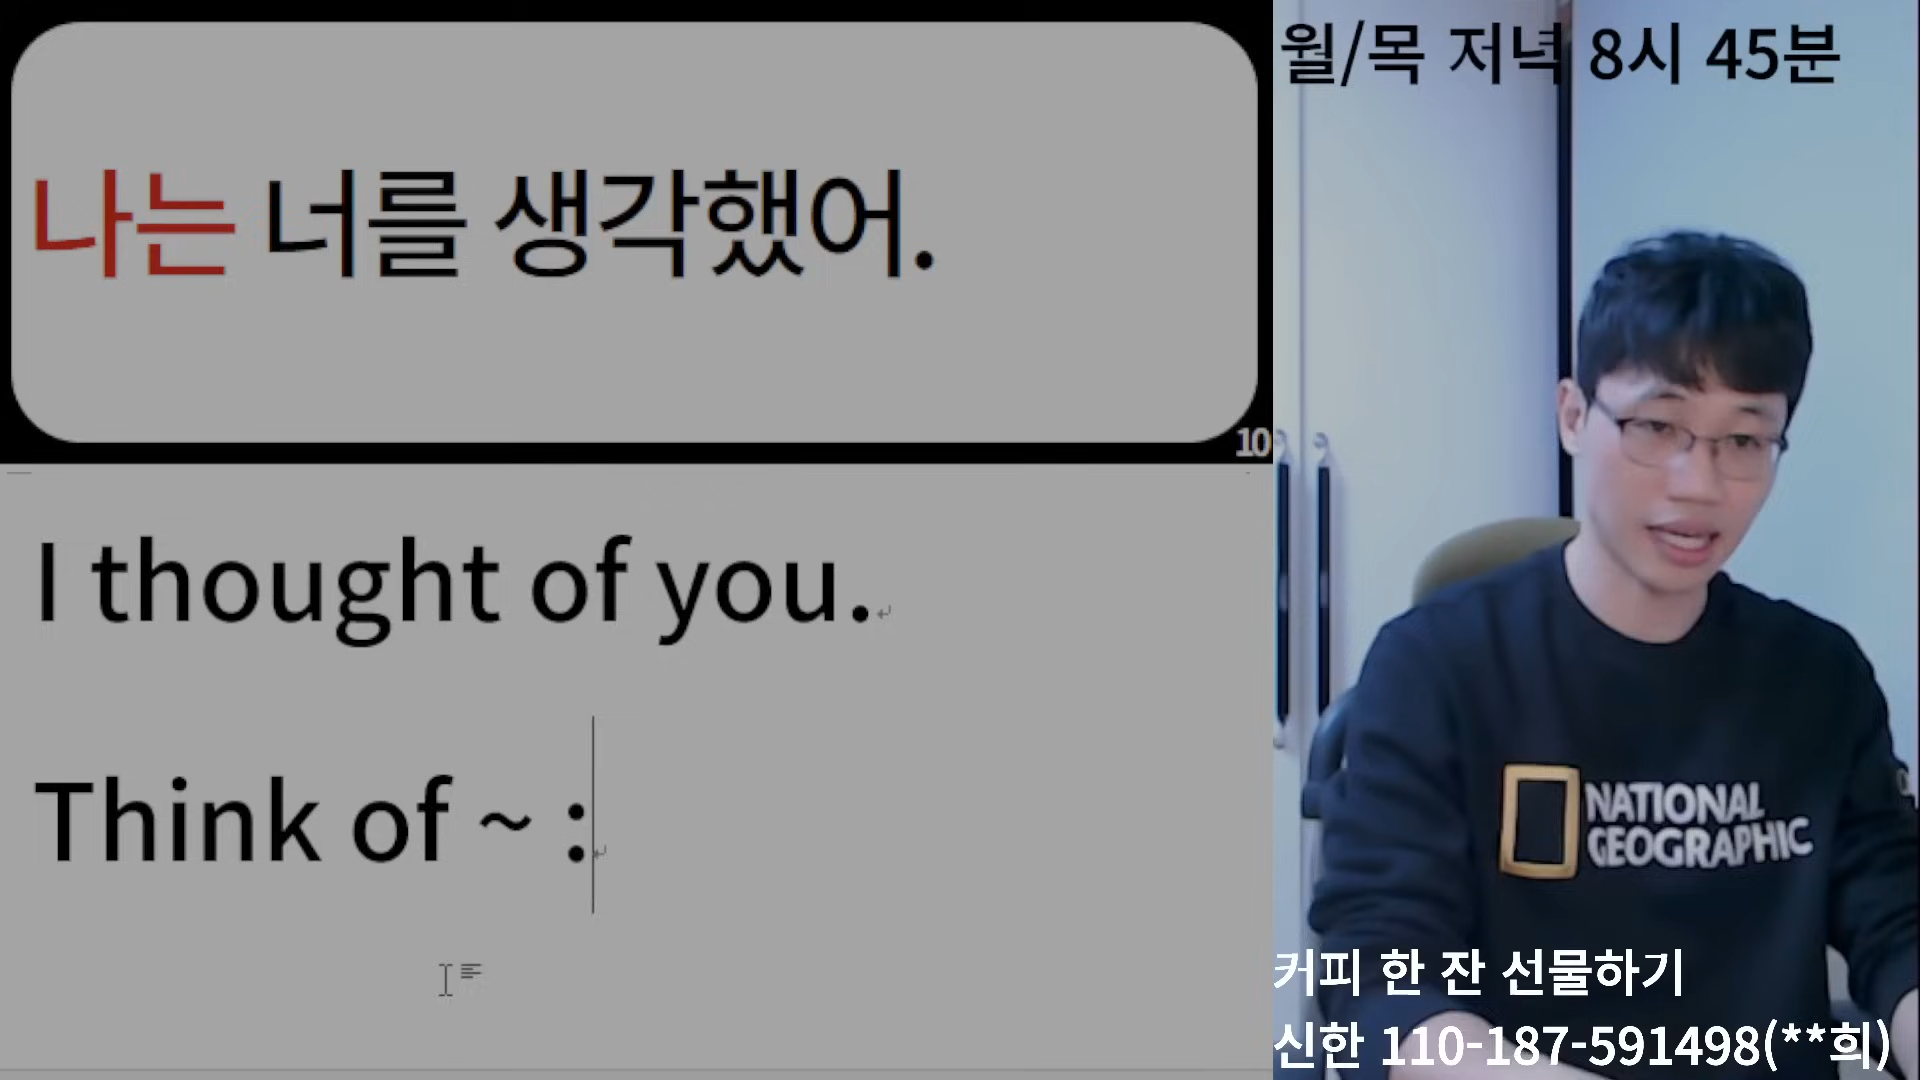 나는 너를 생각했어.
10
I thought of you.
Think of ~ :
월/목 저녁 8시 45분
NATIONAL
GEOGRAPHIC
커피 한 잔 선물하기
신한 110-187-591498(**희)